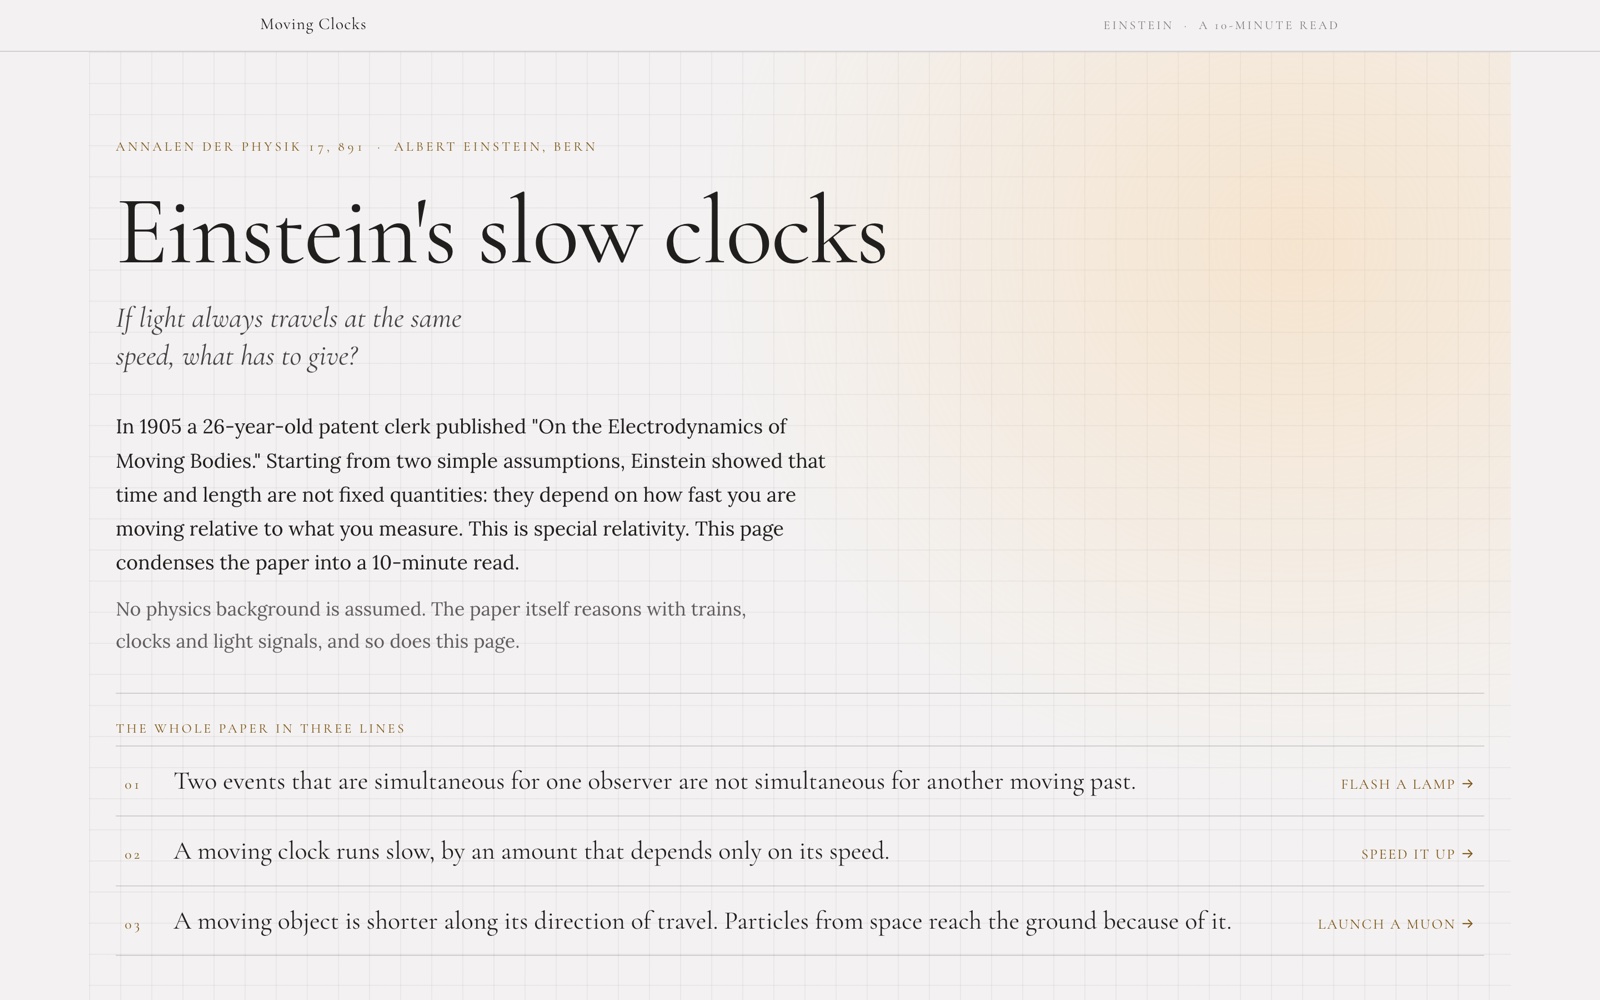 Moving Clocks
EINSTEIN · A 10-MINUTE READ
ANNALEN DER PHYSIK 17, 891 · ALBERT EINSTEIN, BERN
Einstein's slow clocks
If light always travels at the same
speed, what has to give?
In 1905 a 26-year-old patent clerk published "On the Electrodynamics of
Moving Bodies." Starting from two simple assumptions, Einstein showed that
time and length are not fixed quantities: they depend on how fast you are
moving relative to what you measure. This is special relativity. This page
condenses the paper into a 10-minute read.
No physics background is assumed. The paper itself reasons with trains,
clocks and light signals, and so does this page.
THE WHOLE PAPER IN THREE LINES
01 Two events that are simultaneous for one observer are not simultaneous for another moving past. FLASH A LAMP →
02 A moving clock runs slow, by an amount that depends only on its speed. SPEED IT UP →
03 A moving object is shorter along its direction of travel. Particles from space reach the ground because of it. LAUNCH A MUON →